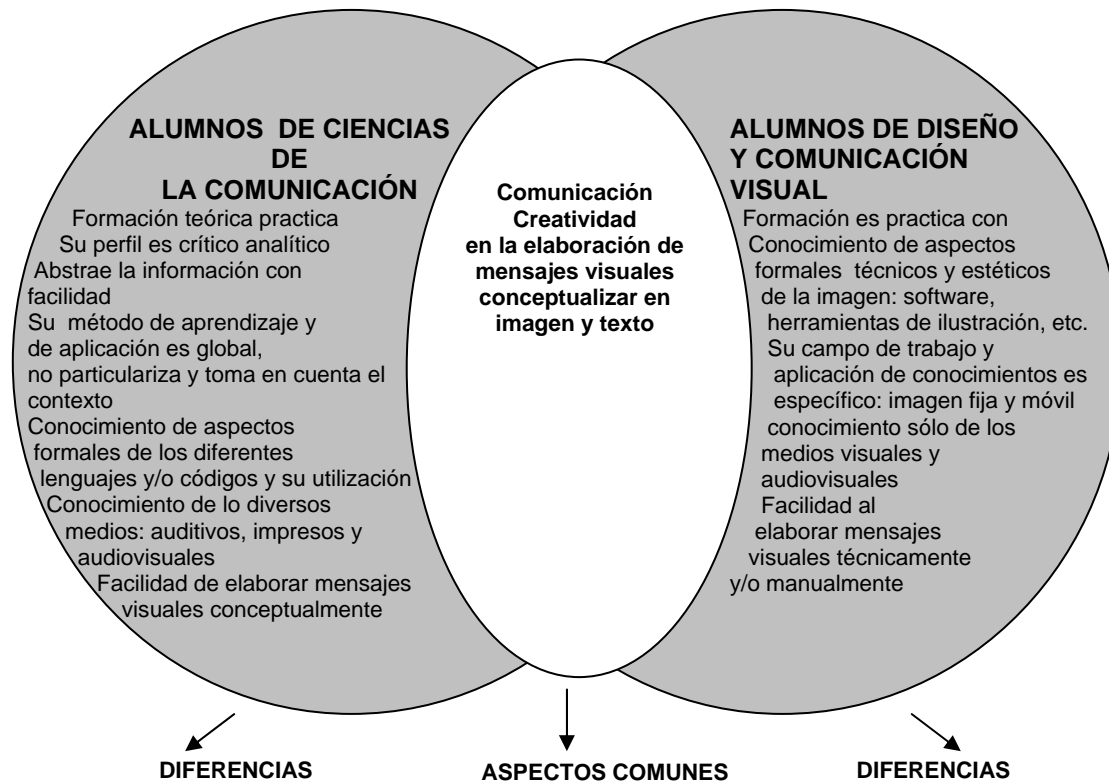 ALUMNOS DE CIENCIAS
DE
LA COMUNICACIÓN
Formación teórica practica
Su perfil es crítico analítico
Abstrae la información con
facilidad
Su método de aprendizaje y
de aplicación es global,
no particulariza y toma en cuenta el
contexto
Conocimiento de aspectos
formales de los diferentes
lenguajes y/o códigos y su utilización
Conocimiento de lo diversos
medios: auditivos, impresos y
audiovisuales
Facilidad de elaborar mensajes
visuales conceptualmente
Comunicación
Creatividad
en la elaboración de
mensajes visuales
conceptualizar en
imagen y texto
ALUMNOS DE DISEÑO
Y COMUNICACIÓN
VISUAL
Formación es practica con
Conocimiento de aspectos
formales técnicos y estéticos
de la imagen: software,
herramientas de ilustración, etc.
Su campo de trabajo y
aplicación de conocimientos es
específico: imagen fija y móvil
conocimiento sólo de los
medios visuales y
audiovisuales
Facilidad al
elaborar mensajes
visuales técnicamente
y/o manualmente
DIFERENCIAS
ASPECTOS COMUNES
DIFERENCIAS